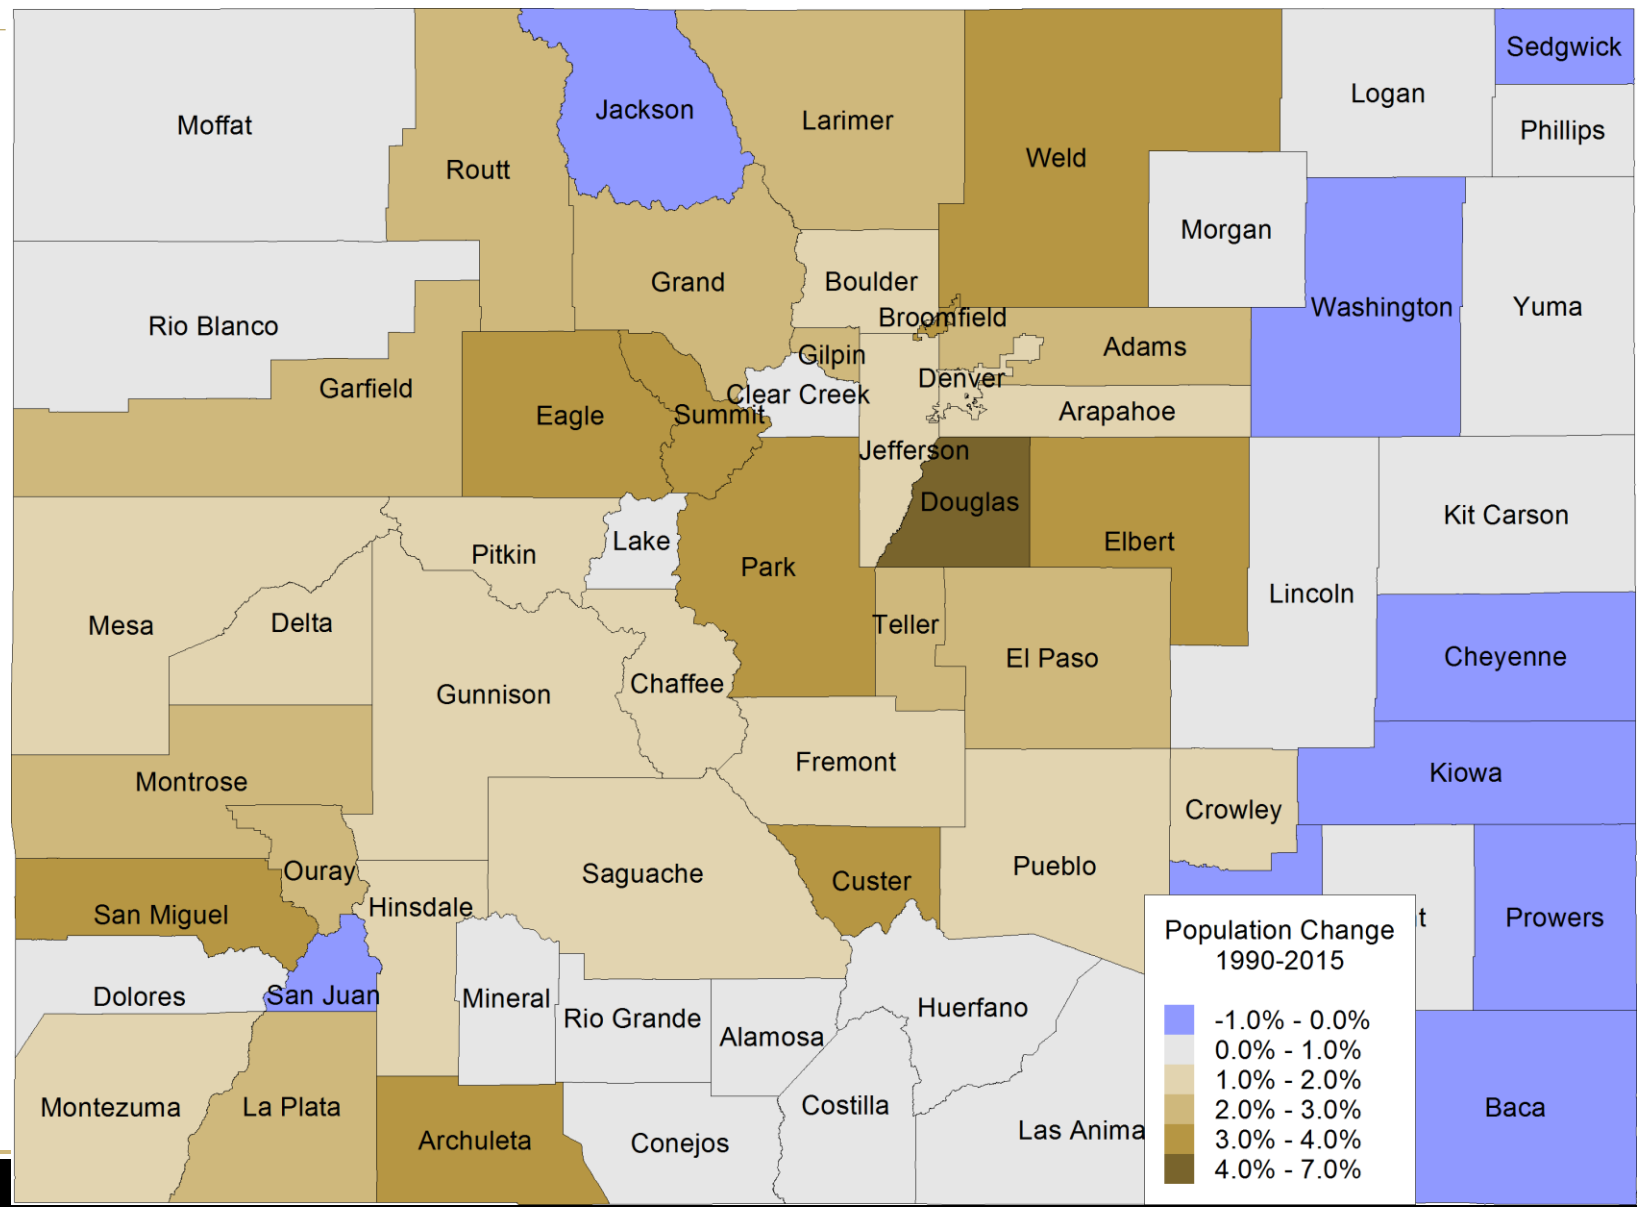 Sedgwick
Logan
Jackson
Larimer
Moffat
Phillips
Weld
Routt
Morgan
Grand
Boulder
Washington
Yuma
Broomfield
Rio Blanco
Adams
Gilpin
Denver
Garfield
Clear Creek
Arapahoe
Eagle
Summit
Jefferson
Douglas
Kit Carson
Lake
Elbert
Pitkin
Park
Lincoln
Delta
Mesa
Teller
Cheyenne
El Paso
Chaffee
Gunnison
Fremont
Kiowa
Montrose
Crowley
Pueblo
Ouray
Saguache
Custer
Hinsdale
San Miguel
t
Prowers
Dolores
San Juan
Mineral
Huerfano
Rio Grande
Alamosa
Costilla
Montezuma
La Plata
Baca
Las Anima
Archuleta
Conejos
Population Change
1990-2015
-1.0% - 0.0%
0.0% - 1.0%
1.0% - 2.0%
2.0% - 3.0%
3.0% - 4.0%
4.0% - 7.0%